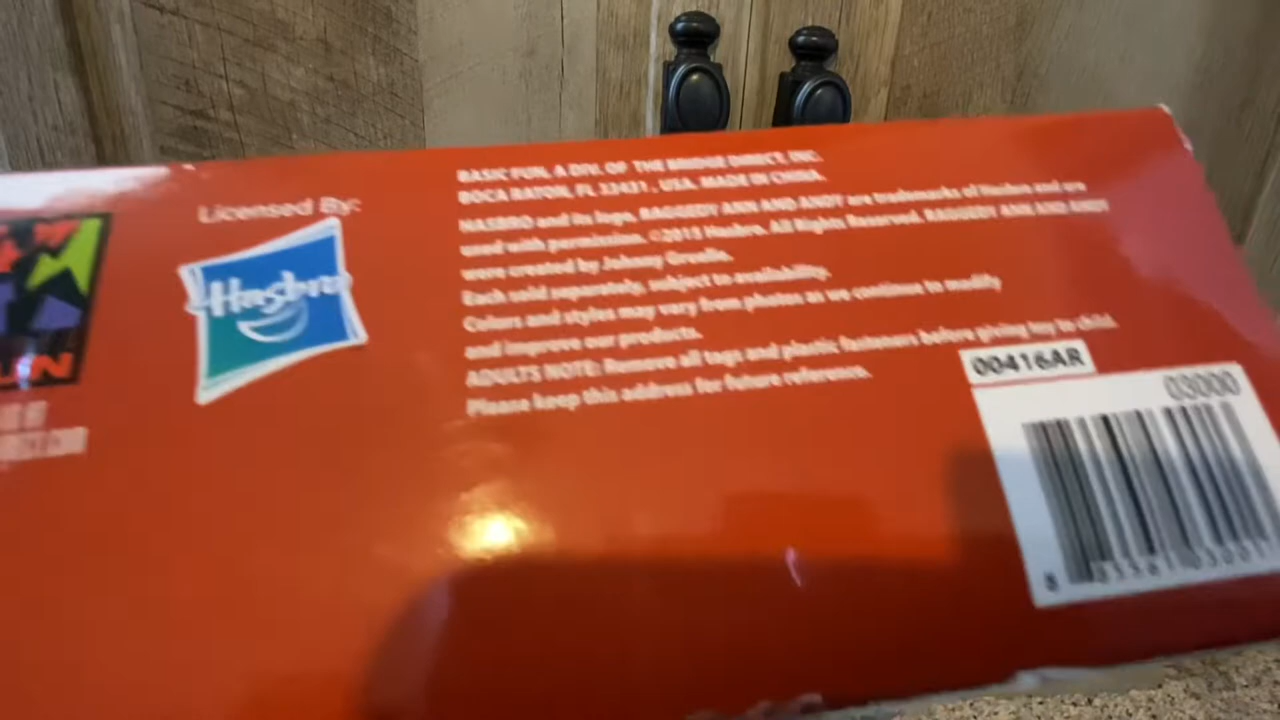 Licensed By:
Hasbro
UN
BASIC FUN, A DIV. OF THE BRIDGE DIRECT, INC.
BOCA RATON, FL 33431, USA. MADE IN CHINA.
HASBRO and its logo, RAGGEDY ANN AND ANDY are trademarks of Hasbro and are
used with permission. ©2015 Hasbro. All Rights Reserved. RAGGEDY ANN AND ANDY
were created by Johnny Gruelle.
Each sold separately, subject to availability.
Colors and styles may vary from photos as we continue to modify
and improve our products.
ADULTS NOTE: Remove all tags and plastic fasteners before giving toy to child.
Please keep this address for future reference.
00416AR
03000
8